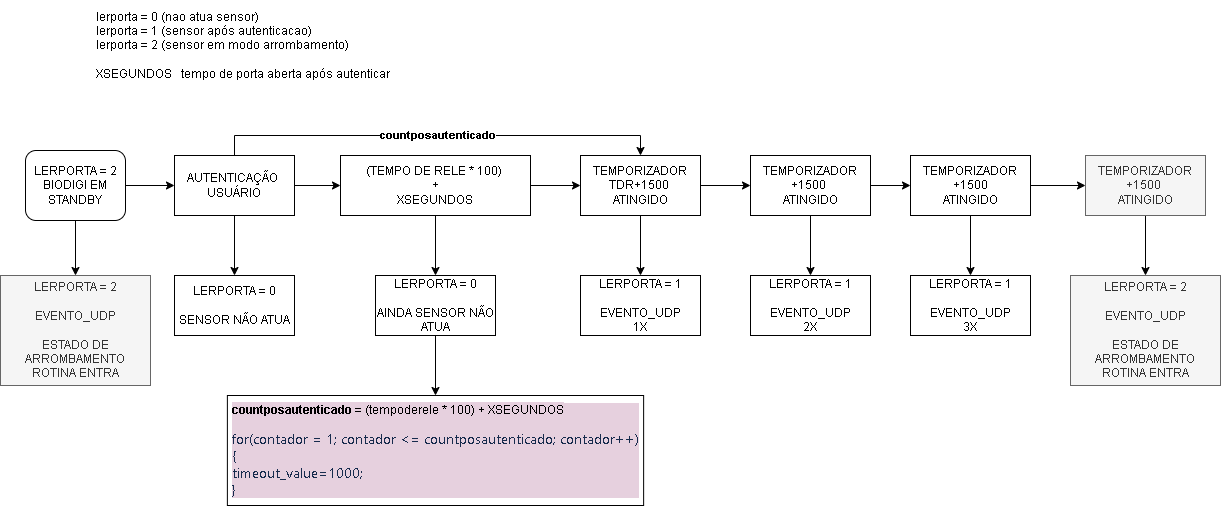 lerporta = 0 (nao atua sensor)
lerporta = 1 (sensor após autenticacao)
lerporta = 2 (sensor em modo arrombamento)
XSEGUNDOS tempo de porta aberta após autenticar
countposautenticado
LERPORTA = 2
BIODIGI EM
STANDBY
AUTENTICAÇÃO
USUÁRIO
(TEMPO DE RELE * 100)
+
XSEGUNDOS
TEMPORIZADOR
TDR+1500
ATINGIDO
TEMPORIZADOR
+1500
ATINGIDO
TEMPORIZADOR
+1500
ATINGIDO
TEMPORIZADOR
+1500
ATINGIDO
LERPORTA = 2
EVENTO_UDP
ESTADO DE
ARROMBAMENTO
ROTINA ENTRA
LERPORTA = 0
SENSOR NÃO ATUA
LERPORTA = 0
AINDA SENSOR NÃO
ATUA
LERPORTA = 1
EVENTO_UDP
1X
LERPORTA = 1
EVENTO_UDP
2X
LERPORTA = 1
EVENTO_UDP
3X
LERPORTA = 2
EVENTO_UDP
ESTADO DE
ARROMBAMENTO
ROTINA ENTRA
countposautenticado = (tempoderele * 100) + XSEGUNDOS
for(contador = 1; contador <= countposautenticado; contador++)
{
timeout_value=1000;
}